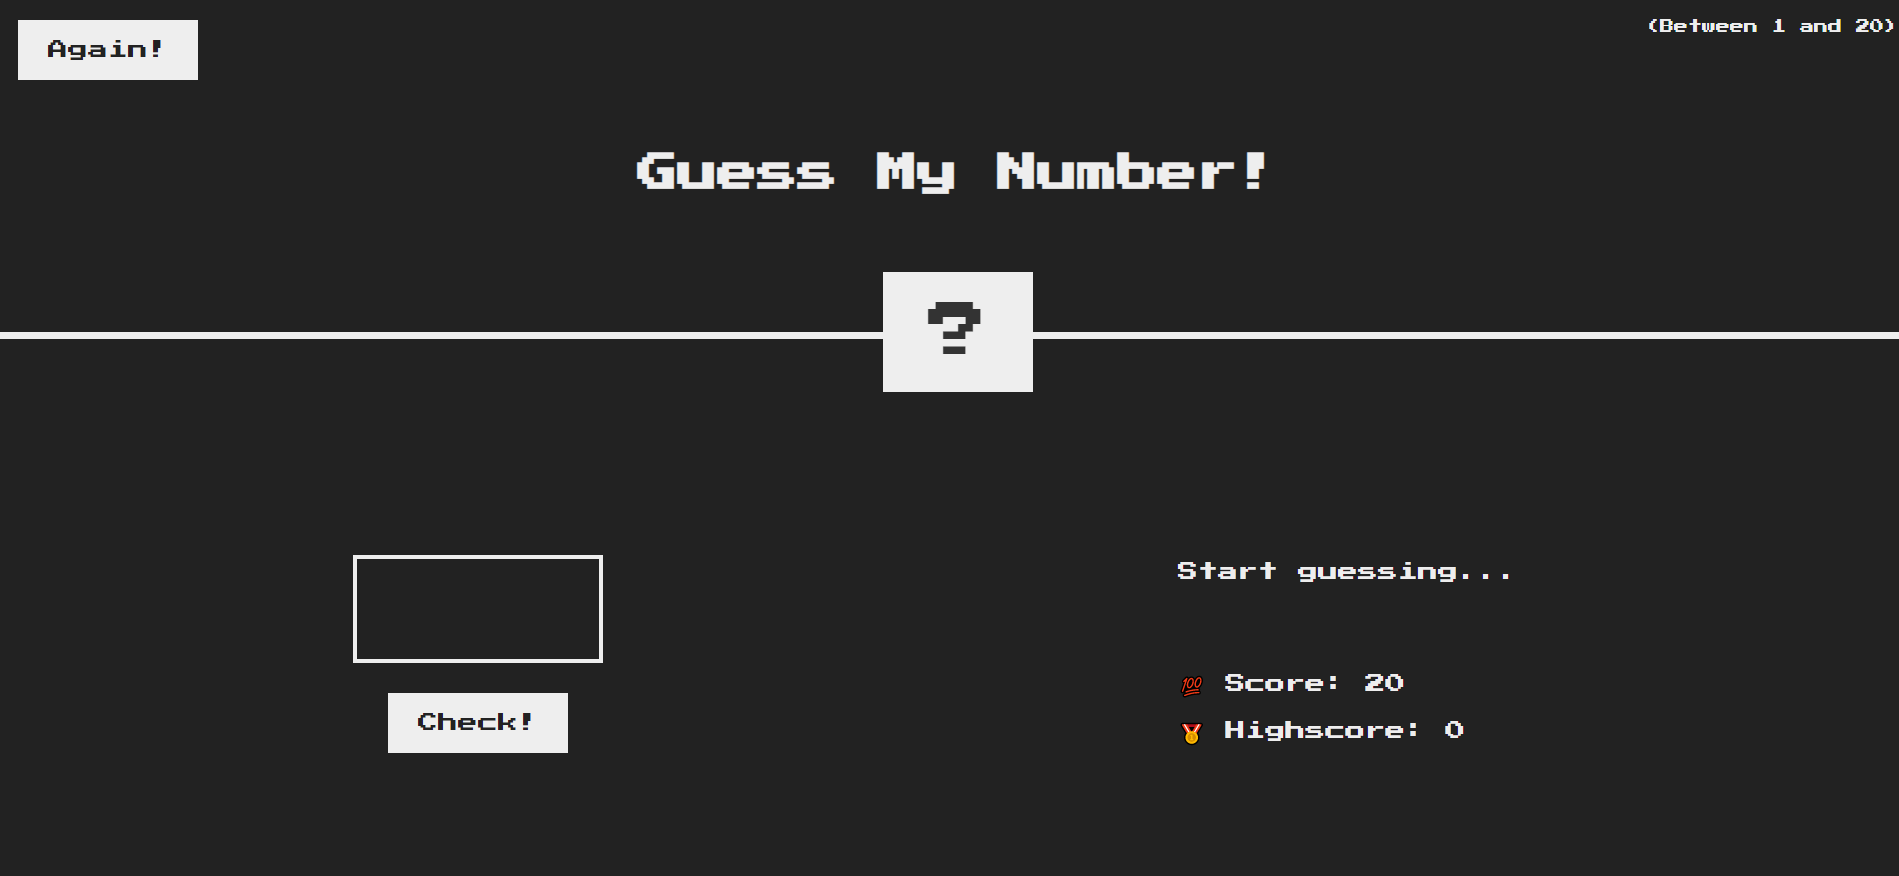 Again!
(Between 1 and 20)
Guess My Number!
?
Start guessing...
💯 Score: 20
🥇 Highscore: 0
Check!